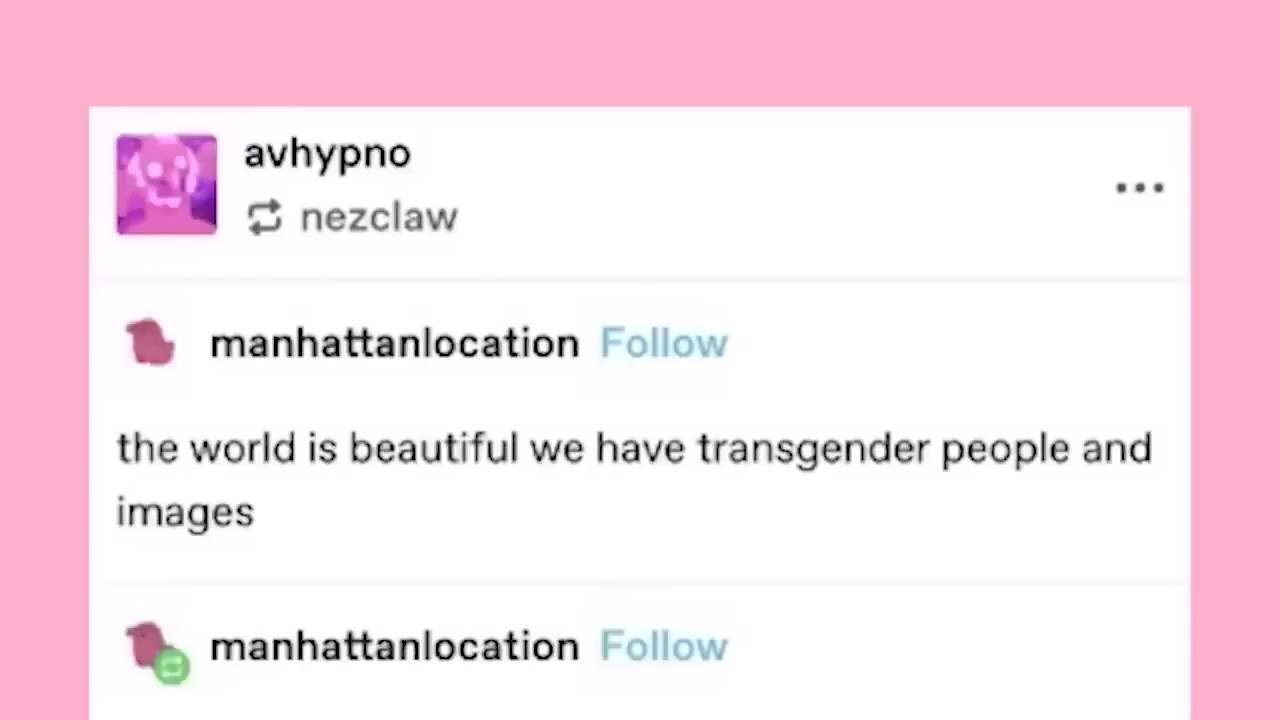 avhypno
nezclaw
manhattanlocation Follow
the world is beautiful we have transgender people and
images
manhattanlocation Follow